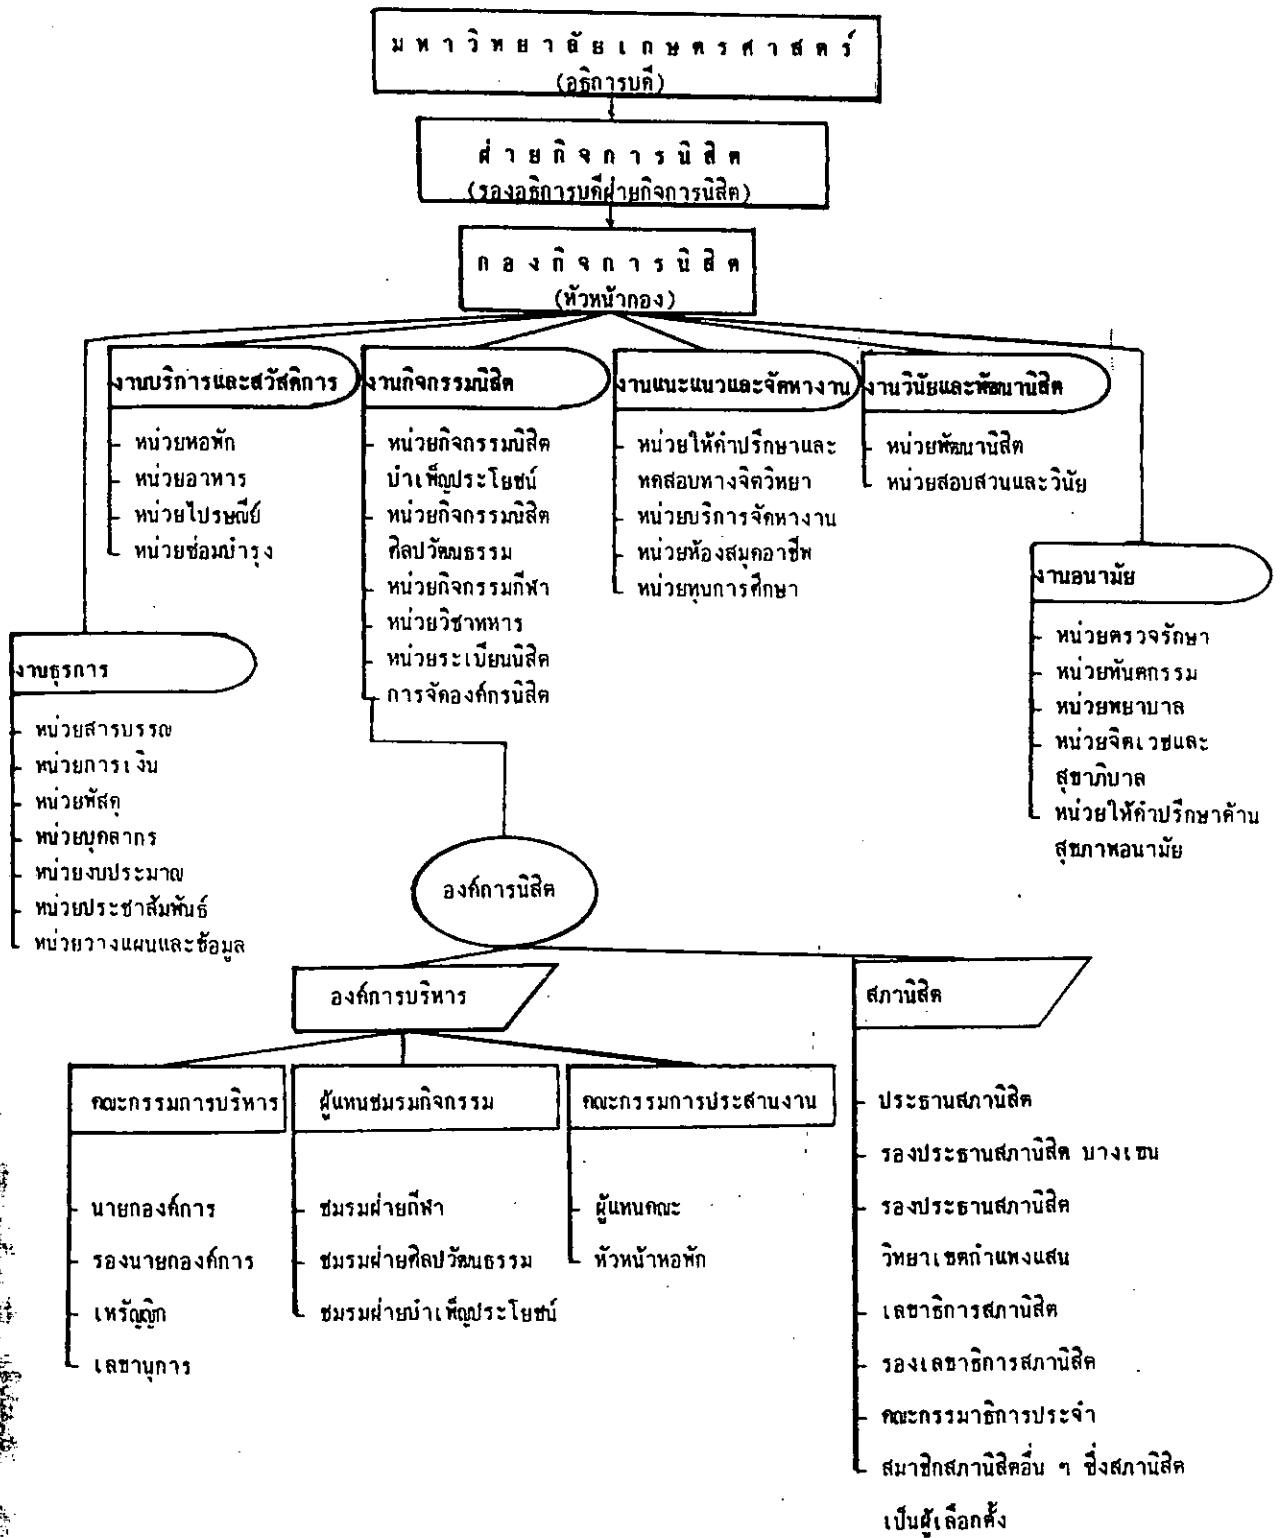 มหาวิทยาลัยเกษตรศาสตร์
(อธิการบดี)
ฝ่ายกิจการนิสิต
(รองอธิการบดีฝ่ายกิจการนิสิต)
กองกิจการนิสิต
(หัวหน้ากอง)
งานบริการและสวัสดิการ
หน่วยหอพัก
หน่วยอาหาร
หน่วยไปรษณีย์
หน่วยซ่อมบำรุง
งานกิจกรรมนิสิต
หน่วยกิจกรรมนิสิต
บำเพ็ญประโยชน์
หน่วยกิจกรรมนิสิต
ศิลปวัฒนธรรม
หน่วยกิจกรรมกีฬา
หน่วยวิชาทหาร
หน่วยระเบียนนิสิต
การจัดองค์กรนิสิต
งานแนะแนวและจัดหางาน
หน่วยให้คำปรึกษาและ
ทดสอบทางจิตวิทยา
หน่วยบริการจัดหางาน
หน่วยห้องสมุดอาชีพ
หน่วยทุนการศึกษา
งานวินัยและพัฒนานิสิต
หน่วยพัฒนานิสิต
หน่วยสอบสวนและวินัย
งานอนามัย
หน่วยตรวจรักษา
หน่วยทันตกรรม
หน่วยพยาบาล
หน่วยจิตเวชและ
สุขาภิบาล
หน่วยให้คำปรึกษาด้าน
สุขภาพอนามัย
งานธุรการ
หน่วยสารบรรณ
หน่วยการเงิน
หน่วยพัสดุ
หน่วยบุคลากร
หน่วยงบประมาณ
หน่วยประชาสัมพันธ์
หน่วยวางแผนและข้อมูล
องค์การนิสิต
องค์การบริหาร
คณะกรรมการบริหาร
นายกองค์การ
รองนายกองค์การ
เหรัญญิก
เลขานุการ
ผู้แทนชมรมกิจกรรม
ชมรมฝ่ายกีฬา
ชมรมฝ่ายศิลปวัฒนธรรม
ชมรมฝ่ายบำเพ็ญประโยชน์
คณะกรรมการประสานงาน
ผู้แทนคณะ
หัวหน้าหอพัก
สภานิสิต
ประธานสภานิสิต
รองประธานสภานิสิต บางเขน
รองประธานสภานิสิต
วิทยาเขตกำแพงแสน
เลขาธิการสภานิสิต
รองเลขาธิการสภานิสิต
คณะกรรมาธิการประจำ
สมาชิกสภานิสิตอื่น ๆ ซึ่งสภานิสิต
เป็นผู้เลือกตั้ง